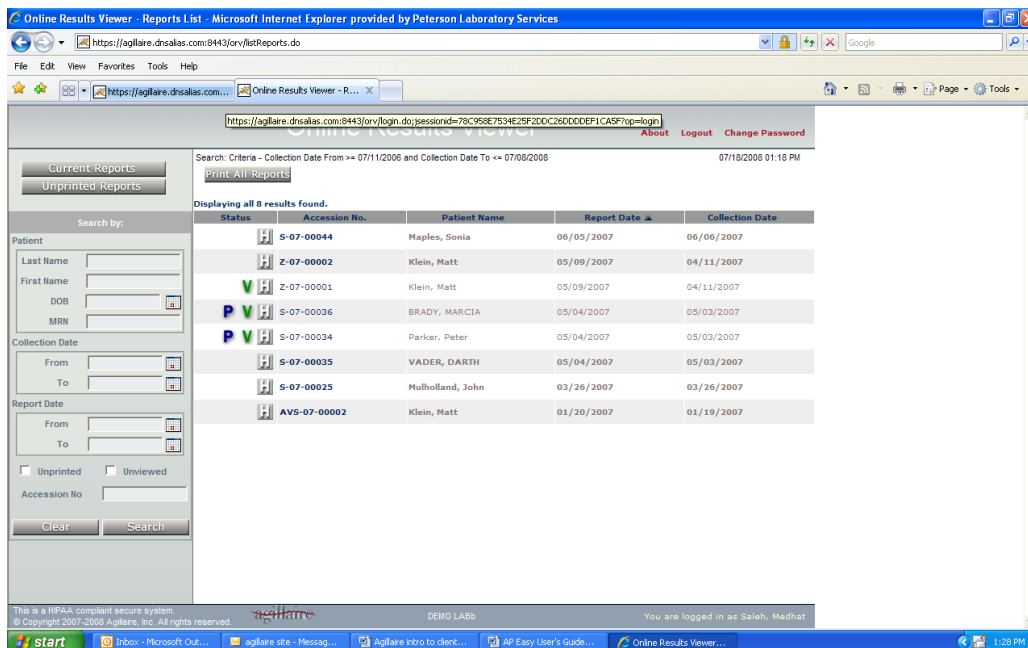 Online Results Viewer - Reports List - Microsoft Internet Explorer provided by Peterson Laboratory Services
https://agillaire.dnsalias.com:8443/orv/listReports.do
Google
File Edit View Favorites Tools Help
https://agillaire.dnsalias.com... Online Results Viewer - R... X
Page Tools
https://agillaire.dnsalias.com:8443/orv/login.do;jsessionid=78C958E7534E25F2DDC26DDDDEF1CA5F?op=login
Online Results Viewer
About Logout Change Password
Search: Criteria - Collection Date From >= 07/11/2006 and Collection Date To <= 07/08/2008
07/18/2008 01:18 PM
Current Reports
Unprinted Reports
Print All Reports
Displaying all 8 results found.
Status Accession No. Patient Name Report Date Collection Date
H S-07-00044 Maples, Sonia 06/05/2007 06/06/2007
H Z-07-00002 Klein, Matt 05/09/2007 04/11/2007
V H Z-07-00001 Klein, Matt 05/09/2007 04/11/2007
P V H S-07-00036 BRADY, MARCIA 05/04/2007 05/03/2007
P V H S-07-00034 Parker, Peter 05/04/2007 05/03/2007
H S-07-00035 VADER, DARTH 05/04/2007 05/03/2007
H S-07-00025 Mulholland, John 03/26/2007 03/26/2007
H AVS-07-00002 Klein, Matt 01/20/2007 01/19/2007
Search by:
Patient
Last Name
First Name
DOB
MRN
Collection Date
From
To
Report Date
From
To
Unprinted Unviewed
Accession No
Clear Search
This is a HIPAA compliant secure system.
© Copyright 2007-2008 Agillaire, Inc. All rights reserved.
agillaire
DEMO LABb
You are logged in as Saleh, Medhat
start
Inbox - Microsoft Out...
agillaire site - Messag...
Agillaire intro to client...
AP Easy User's Guide...
Online Results Viewer...
1:28 PM